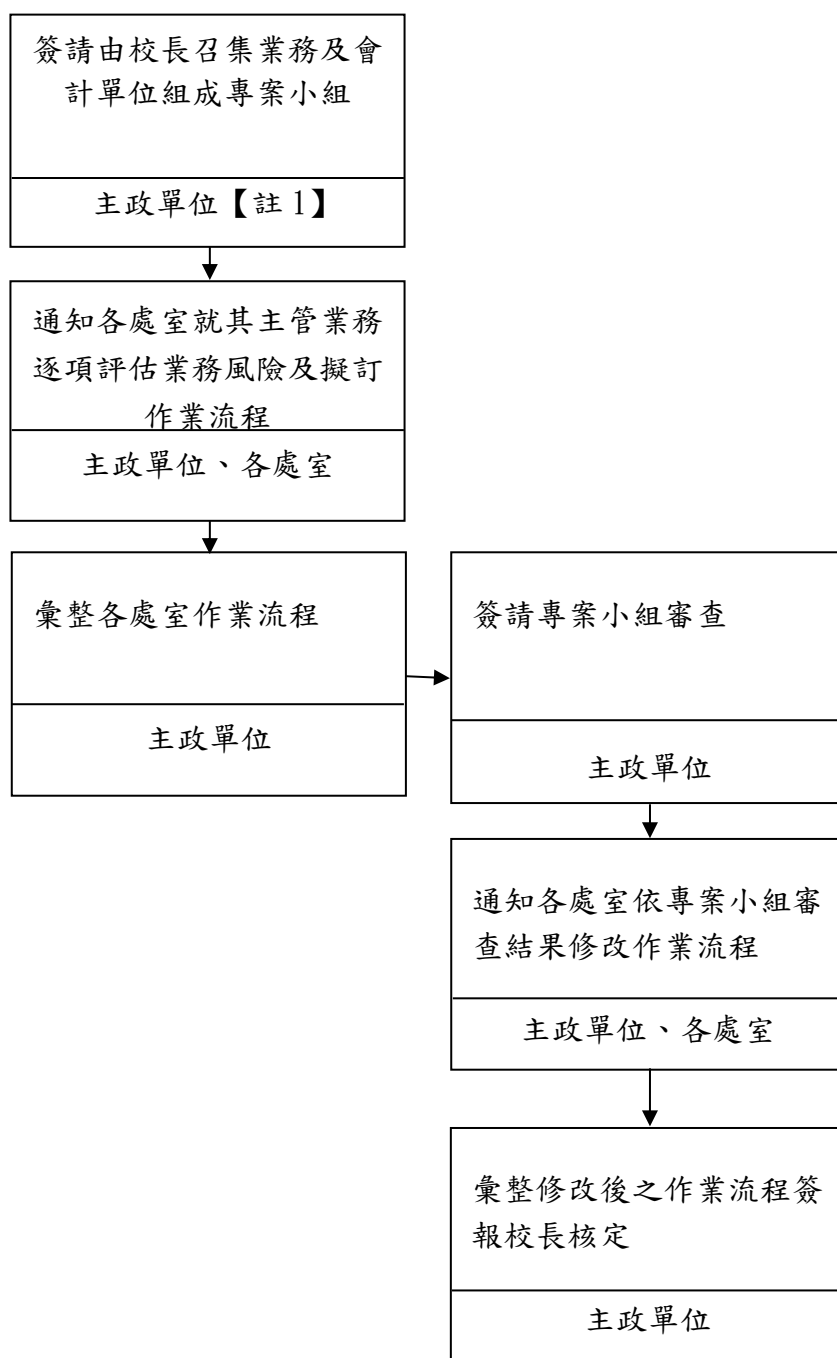 簽請由校長召集業務及會
計單位組成專案小組
主政單位【註1】
通知各處室就其主管業務
逐項評估業務風險及擬訂
作業流程
主政單位、各處室
彙整各處室作業流程
主政單位
簽請專案小組審查
主政單位
通知各處室依專案小組審
查結果修改作業流程
主政單位、各處室
彙整修改後之作業流程簽
報校長核定
主政單位